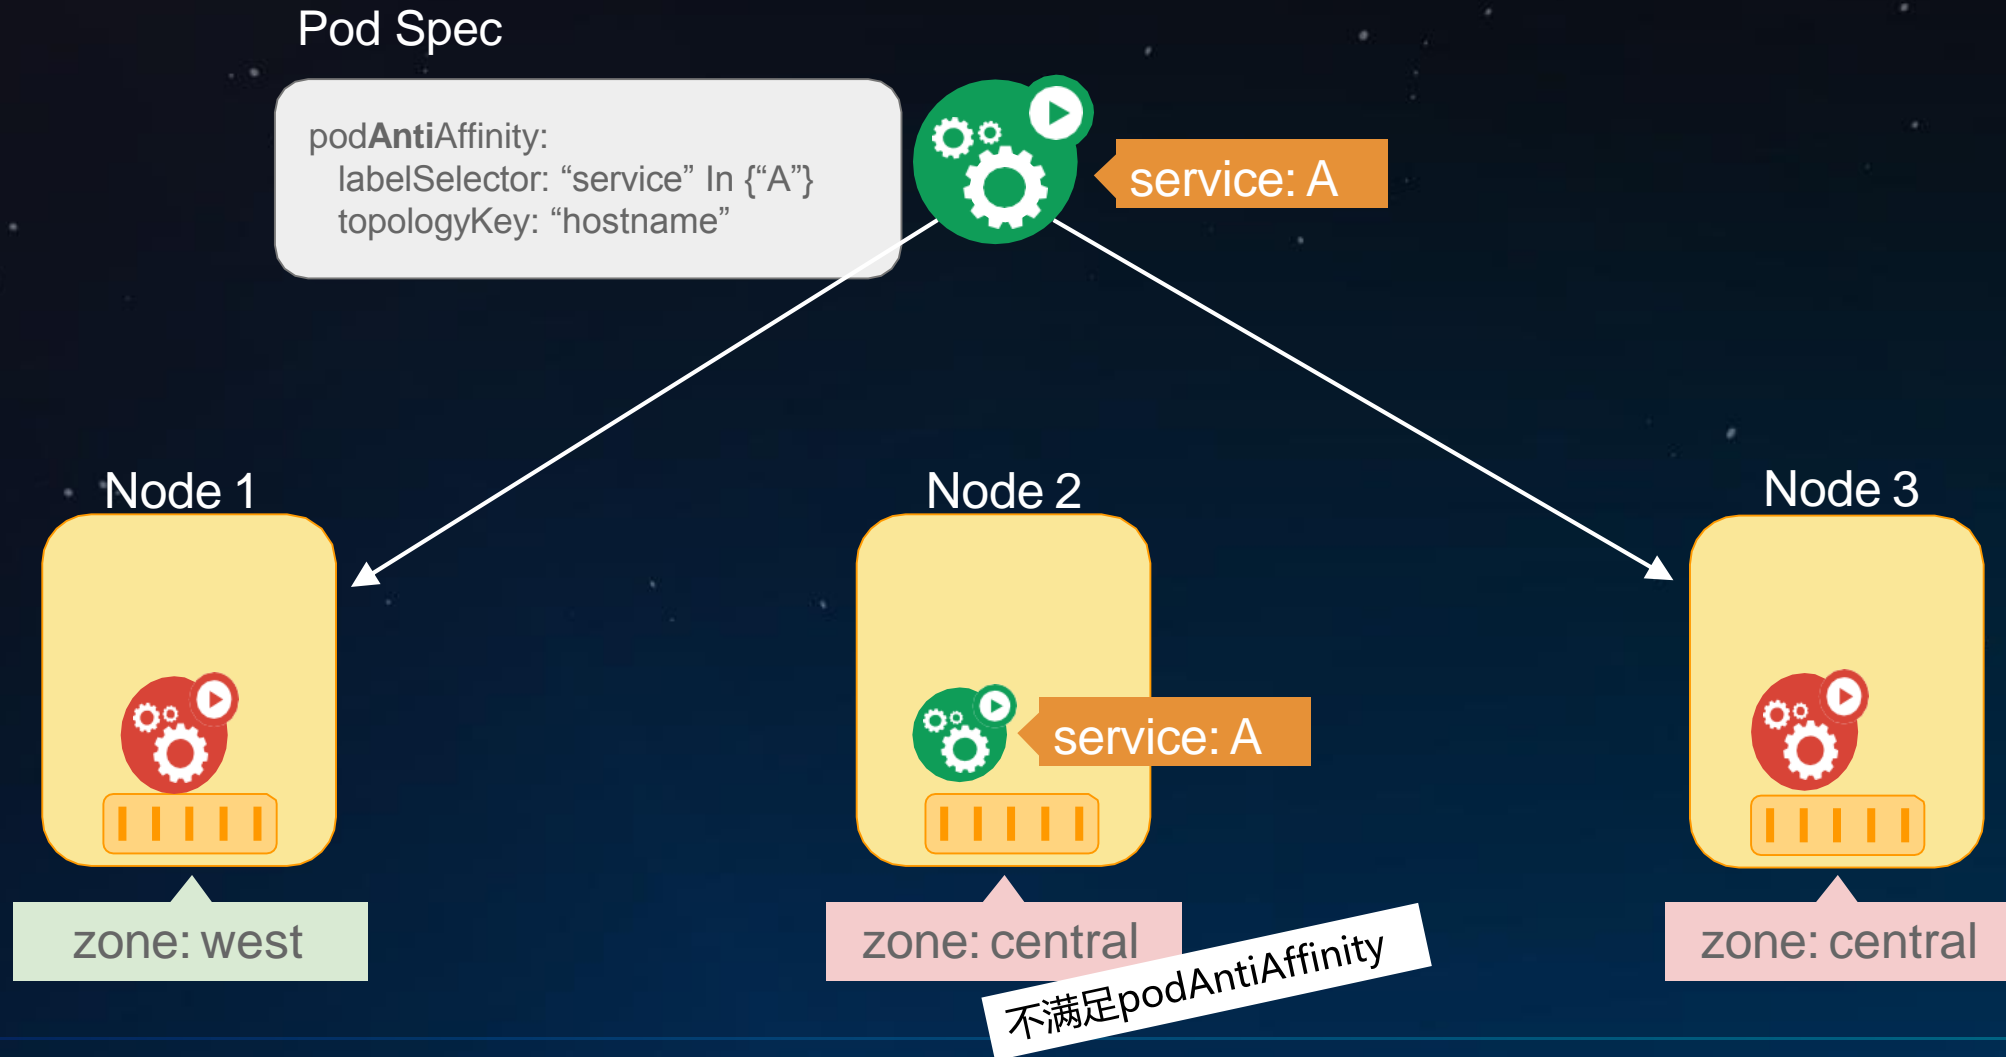 Pod Spec
podAntiAffinity:
labelSelector: “service” In {“A”}
topologyKey: “hostname”
service: A
Node 1
Node 2
Node 3
service: A
zone: west
zone: central
zone: central
不满足podAntiAffinity